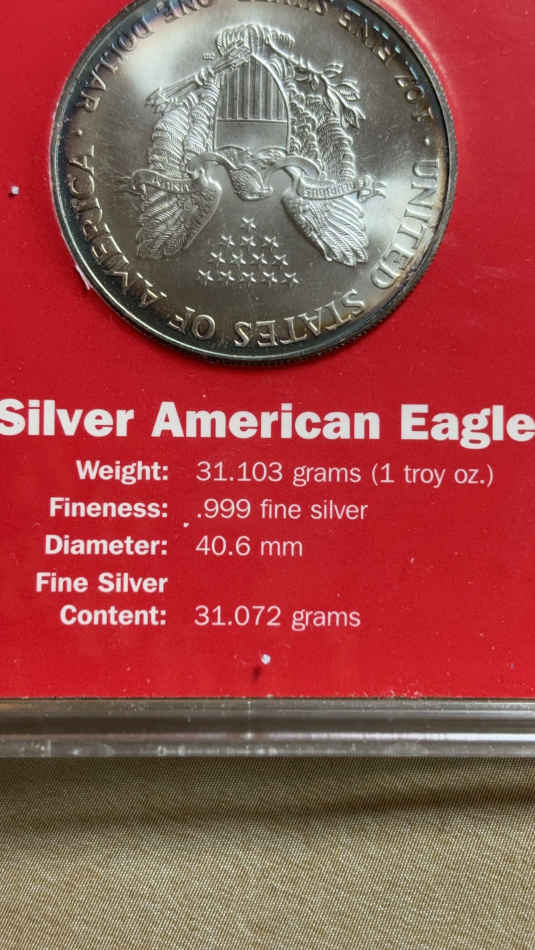 UNITED STATES OF AMERICA · 1 OZ. FINE SILVER ONE DOLLAR ·
Silver American Eagle
Weight: 31.103 grams (1 troy oz.)
Fineness: .999 fine silver
Diameter: 40.6 mm
Fine Silver
Content: 31.072 grams